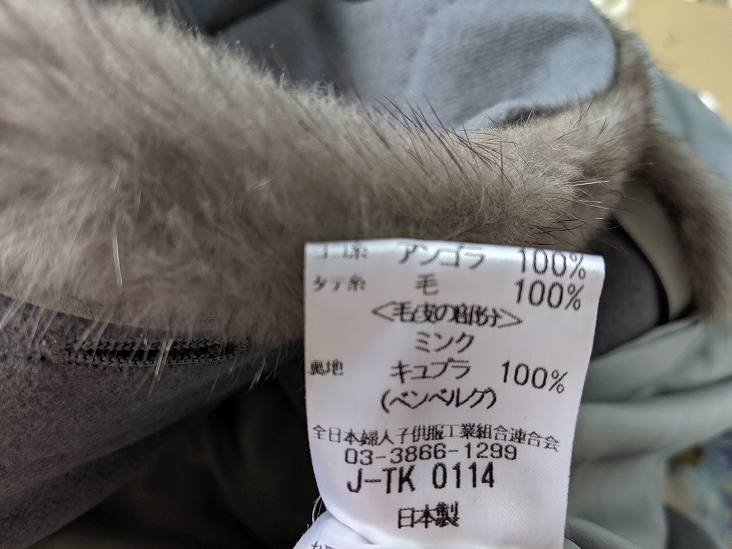 ヨコ糸 アンゴラ 100%
タテ糸 毛 100%
<毛皮の部分>
ミンク
裏地 キュプラ 100%
(ベンベルグ)
全日本婦人子供服工業組合連合会
03-3866-1299
J-TK 0114
日本製